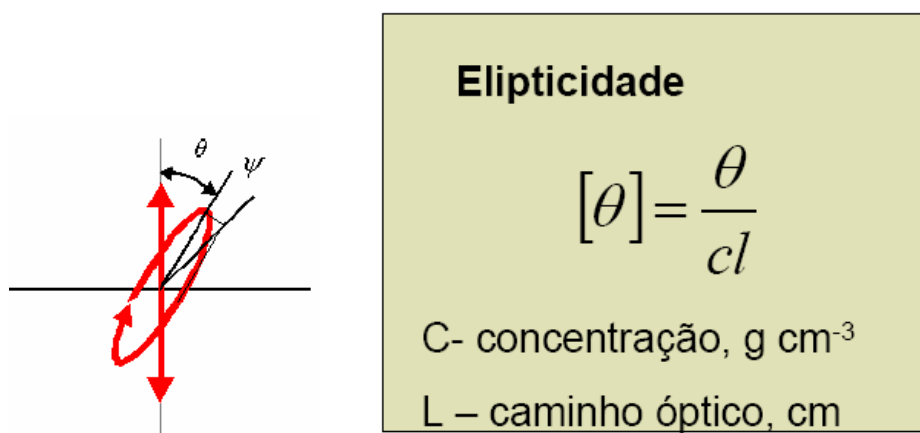 θ
ψ
Elipticidade
[θ]=θ/cl
C- concentração, g cm-3
L – caminho óptico, cm